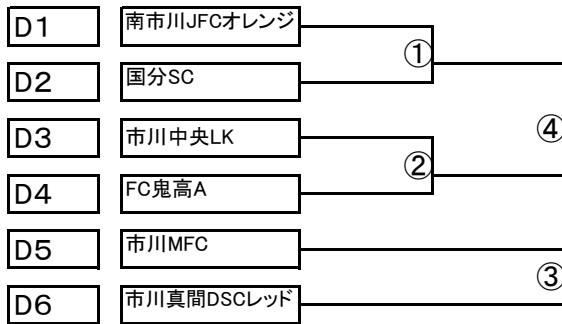 D1 南市川JFCオレンジ
①
D2 国分SC
④
D3 市川中央LK
②
D4 FC鬼高A
D5 市川MFC
③
D6 市川真間DSCレッド